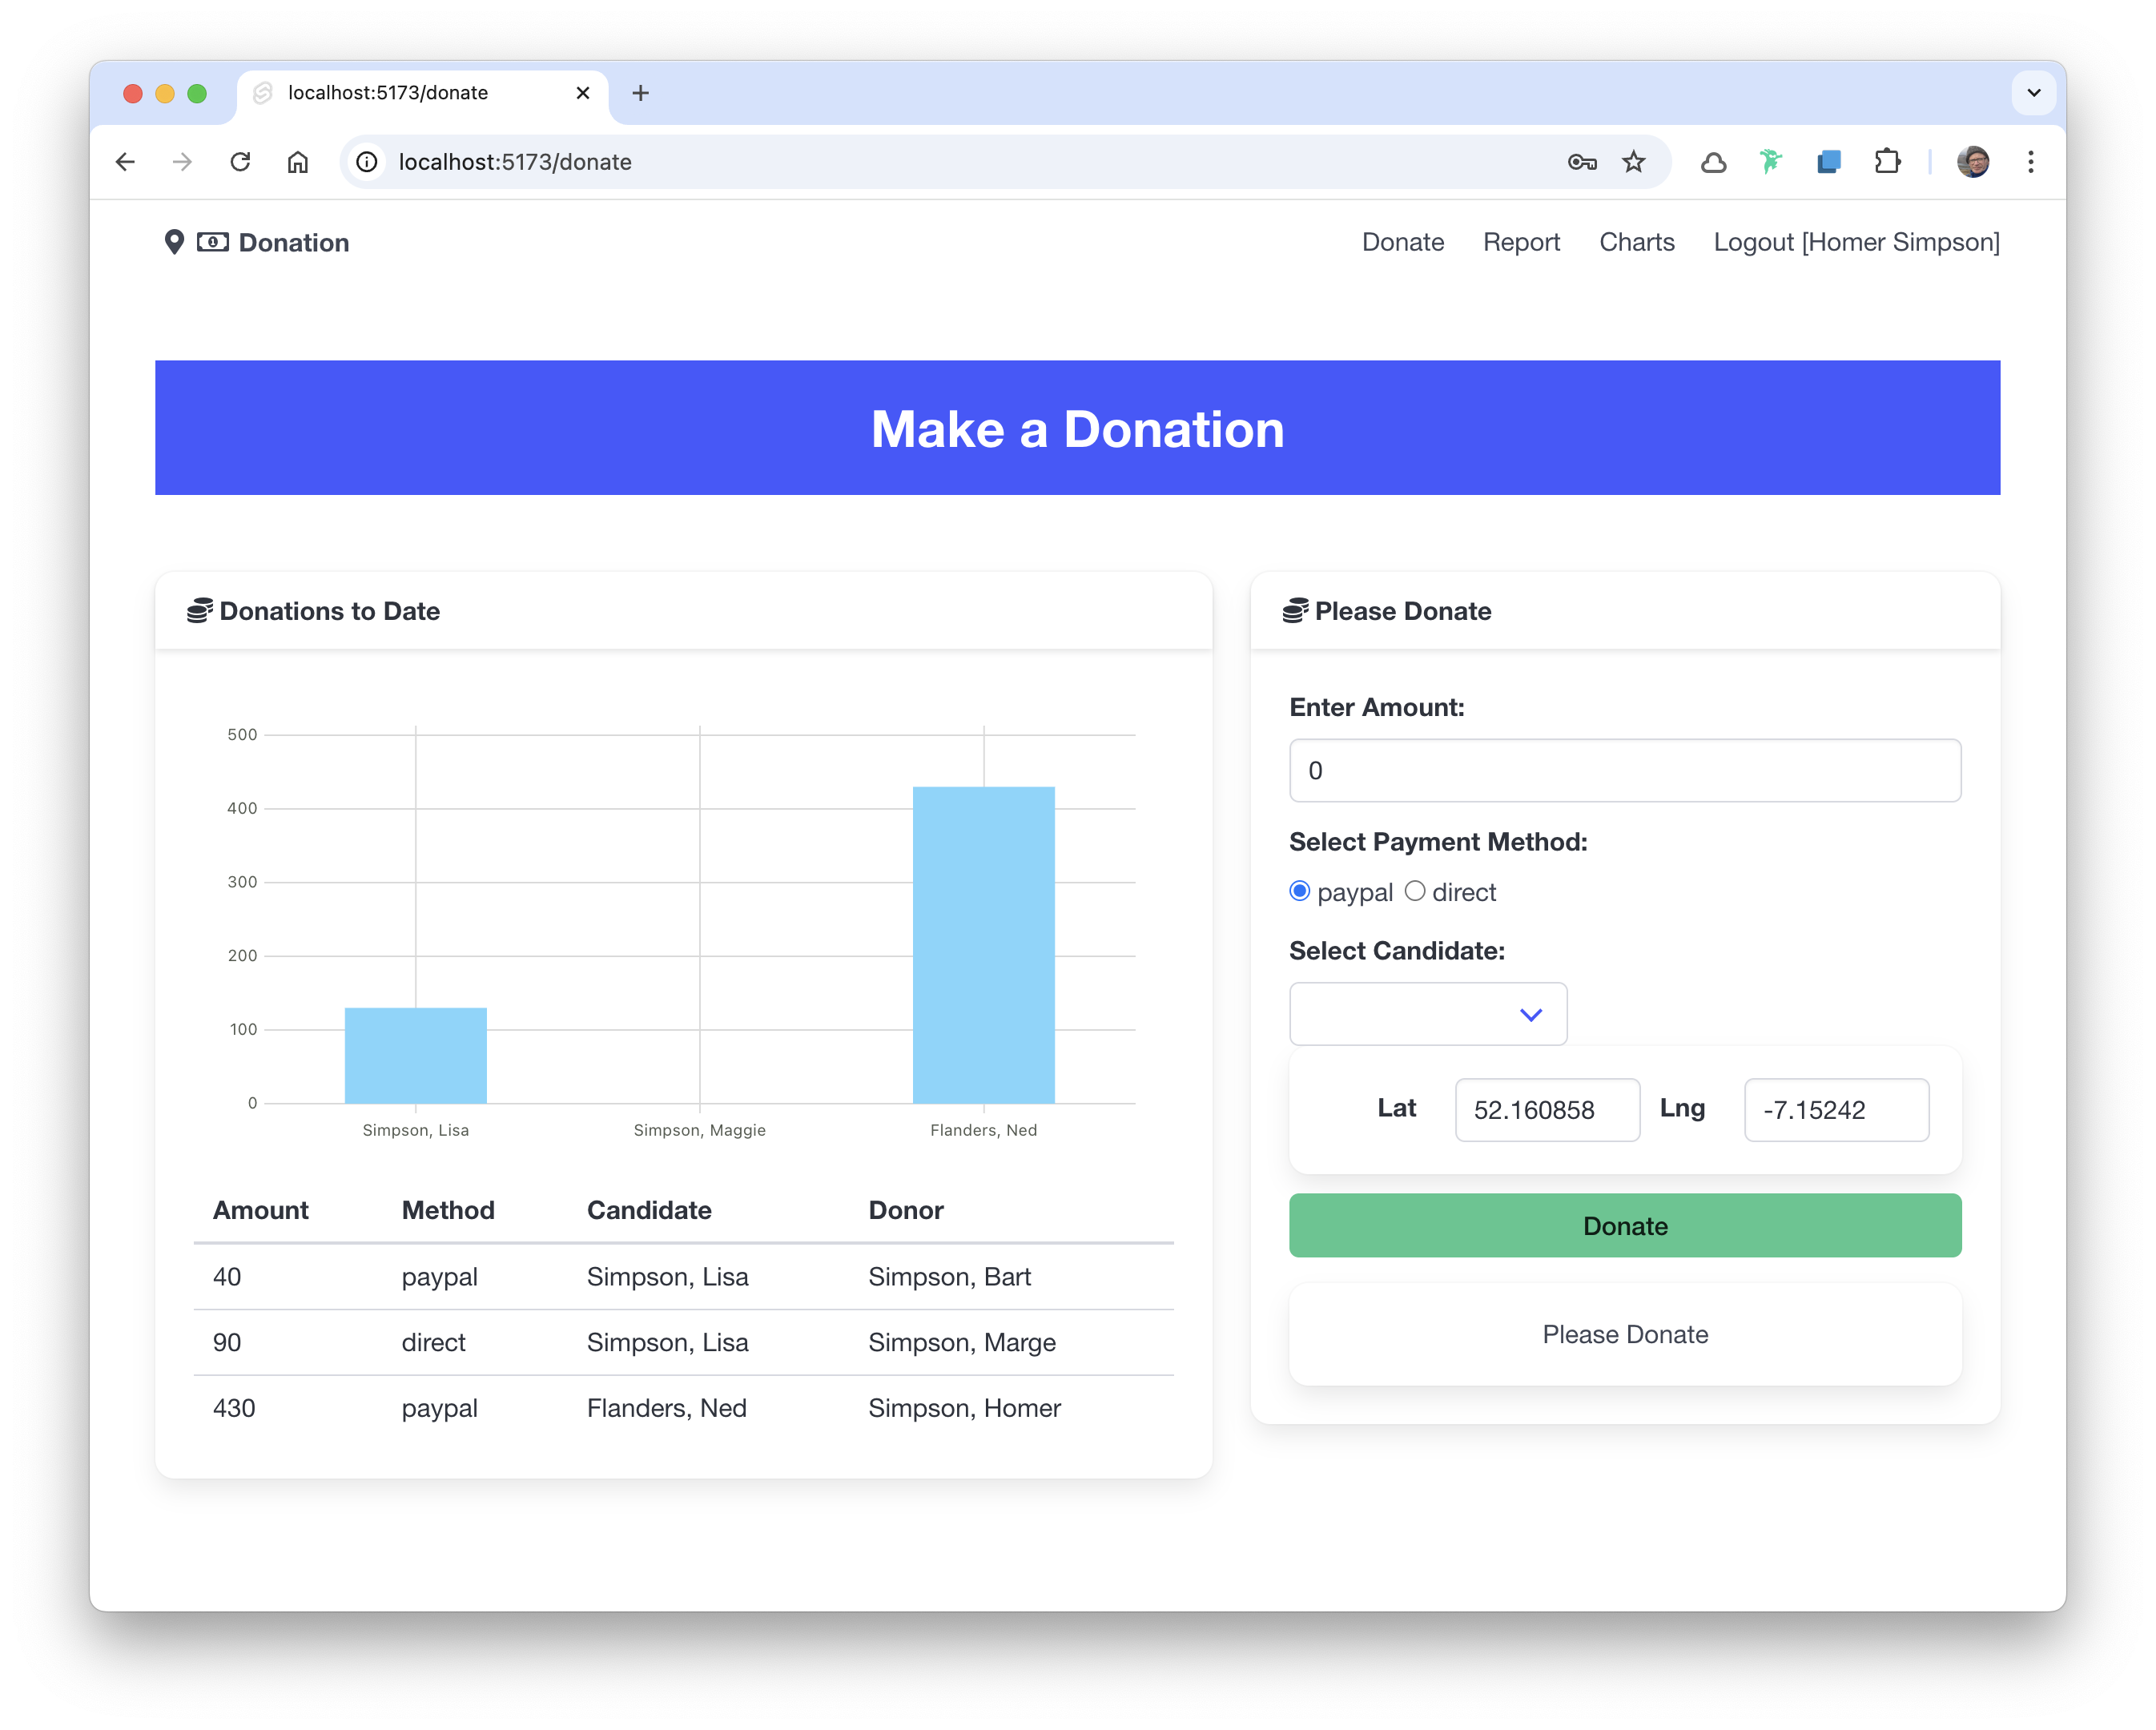 localhost:5173/donate
localhost:5173/donate
Donation
Donate Report Charts Logout [Homer Simpson]
Make a Donation
Donations to Date
500
400
300
200
100
0
Simpson, Lisa Simpson, Maggie Flanders, Ned
Amount Method Candidate Donor
40 paypal Simpson, Lisa Simpson, Bart
90 direct Simpson, Lisa Simpson, Marge
430 paypal Flanders, Ned Simpson, Homer
Please Donate
Enter Amount:
0
Select Payment Method:
paypal direct
Select Candidate:
Lat 52.160858 Lng -7.15242
Donate
Please Donate